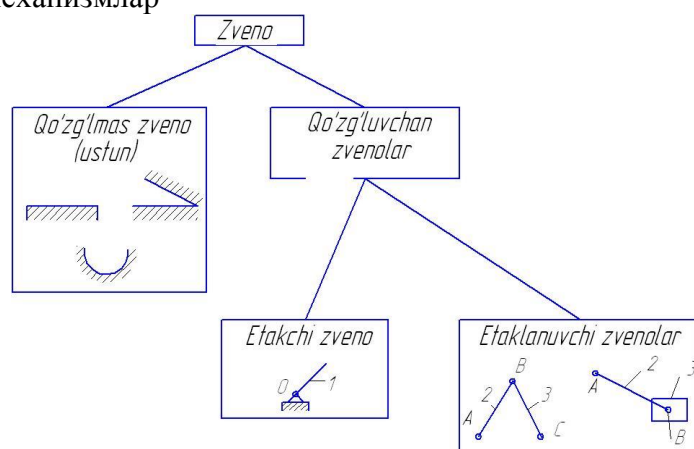 механизмлар
Zveno
Qo'zg'lmas zveno
(ustun)
Qo'zg'luvchan
zvenolar
Etakchi zveno
O
1
Etaklanuvchi zvenolar
A
2
B
3
C
A
2
3
B